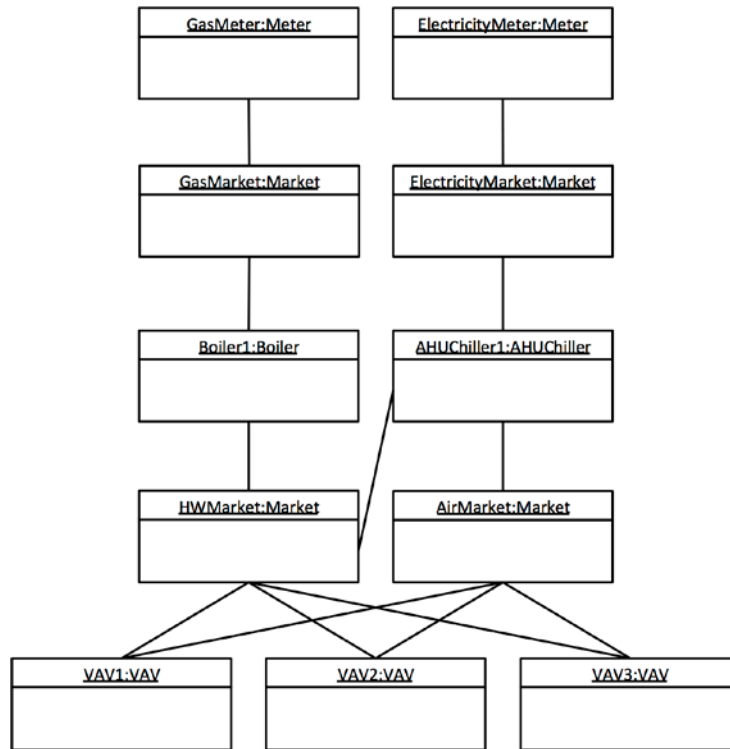 GasMeter:Meter
ElectricityMeter:Meter
GasMarket:Market
ElectricityMarket:Market
Boiler1:Boiler
AHUChiller1:AHUChiller
HWMarket:Market
AirMarket:Market
VAV1:VAV
VAV2:VAV
VAV3:VAV